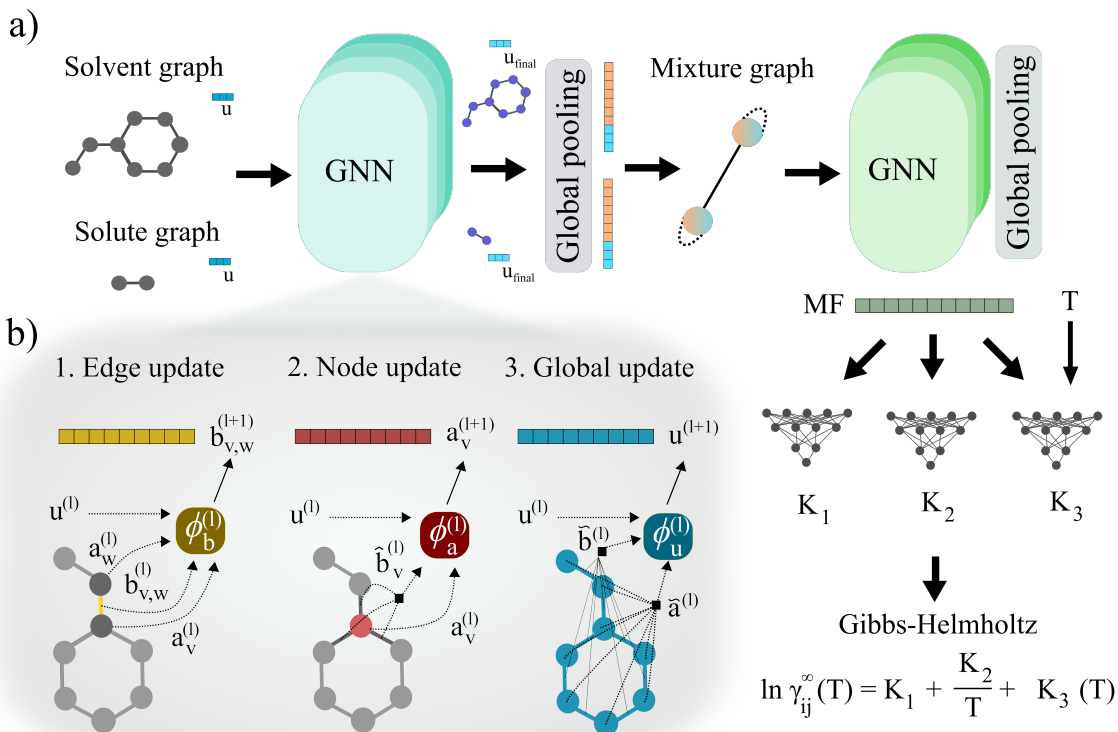 a)
Solvent graph
u
Solute graph
u
GNN
u_final
u_final
Global pooling
Mixture graph
GNN
Global pooling
MF
T
K_1
K_2
K_3
Gibbs-Helmholtz
ln γ_ij^∞(T) = K_1 + K_2/T + K_3 (T)
b)
1. Edge update
b_v,w^(l+1)
u^(l)
ϕ_b^(l)
a_w^(l)
b_v,w^(l)
a_v^(l)
2. Node update
a_v^(l+1)
u^(l)
ϕ_a^(l)
b̂_v^(l)
a_v^(l)
3. Global update
u^(l+1)
u^(l)
ϕ_u^(l)
b̃^(l)
ã^(l)